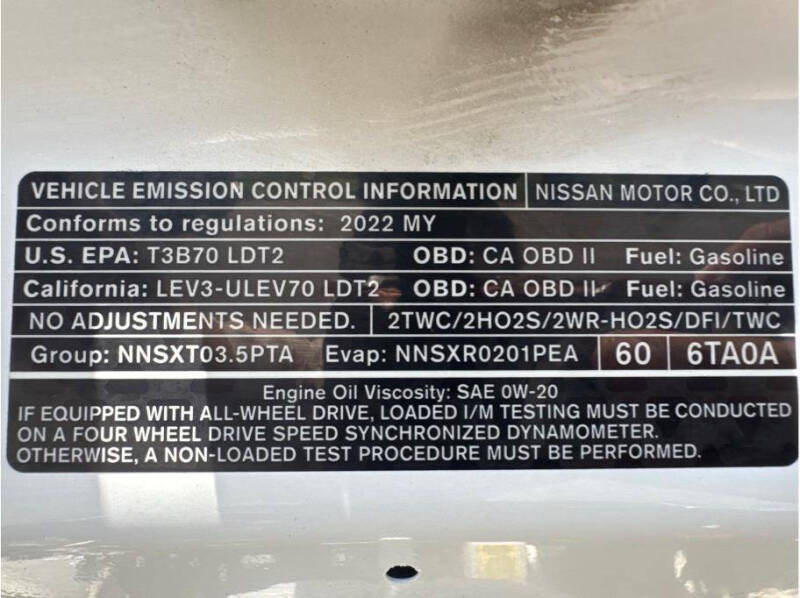 VEHICLE EMISSION CONTROL INFORMATION NISSAN MOTOR CO., LTD
Conforms to regulations: 2022 MY
U.S. EPA: T3B70 LDT2 OBD: CA OBD II Fuel: Gasoline
California: LEV3-ULEV70 LDT2 OBD: CA OBD II Fuel: Gasoline
NO ADJUSTMENTS NEEDED. 2TWC/2HO2S/2WR-HO2S/DFI/TWC
Group: NNSXT03.5PTA Evap: NNSXR0201PEA 60 6TA0A
Engine Oil Viscosity: SAE 0W-20
IF EQUIPPED WITH ALL-WHEEL DRIVE, LOADED I/M TESTING MUST BE CONDUCTED
ON A FOUR WHEEL DRIVE SPEED SYNCHRONIZED DYNAMOMETER.
OTHERWISE, A NON-LOADED TEST PROCEDURE MUST BE PERFORMED.